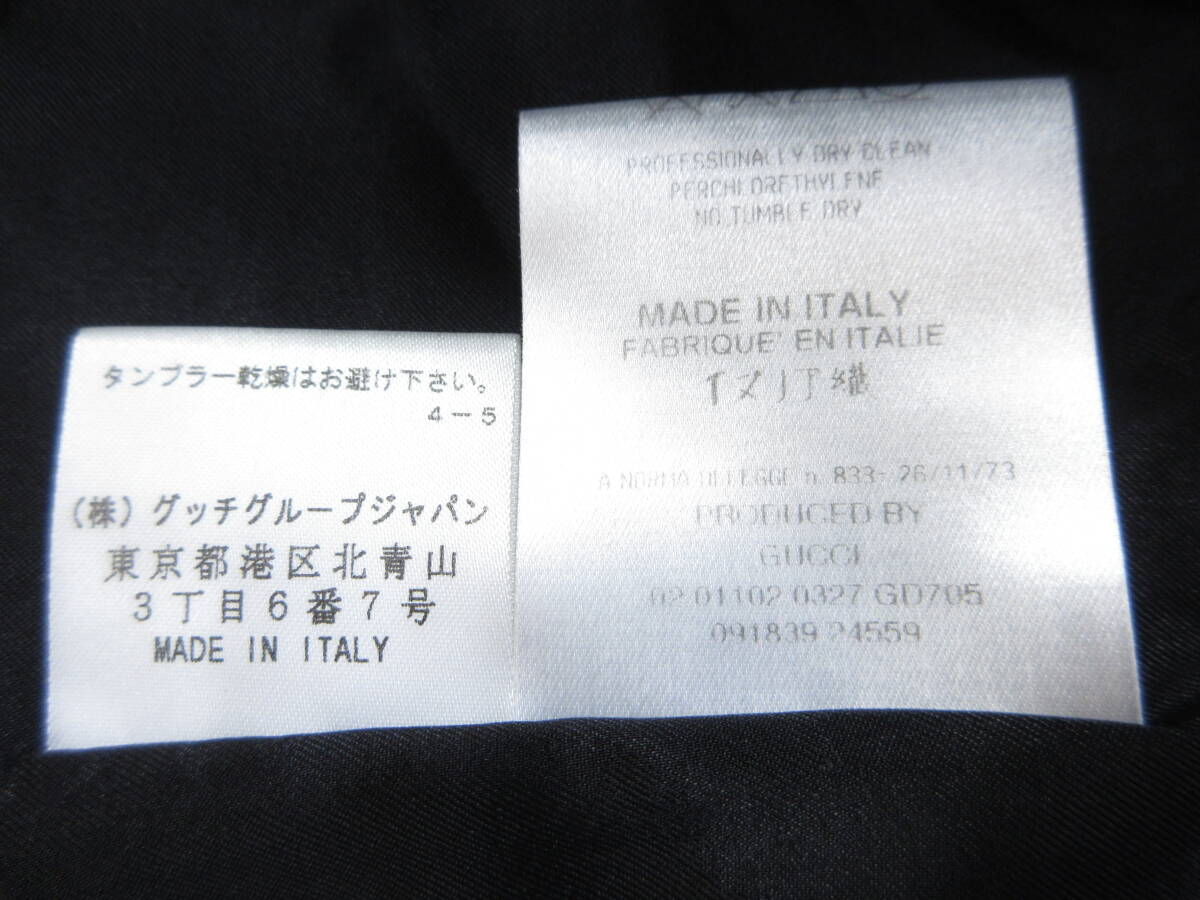 タンブラー乾燥はお避け下さい。
4-5
(株)グッチグループジャパン
東京都港区北青山
3丁目6番7号
MADE IN ITALY
PROFESSIONALLY DRY CLEAN
PERCHLORETHYLENE
NO TUMBLE DRY
MADE IN ITALY
FABRIQUE' EN ITALIE
A NORMA DI LEGGE n. 833- 26/11/73
PRODUCED BY
GUCCI
02 01102 0327 GD705
091839 24559